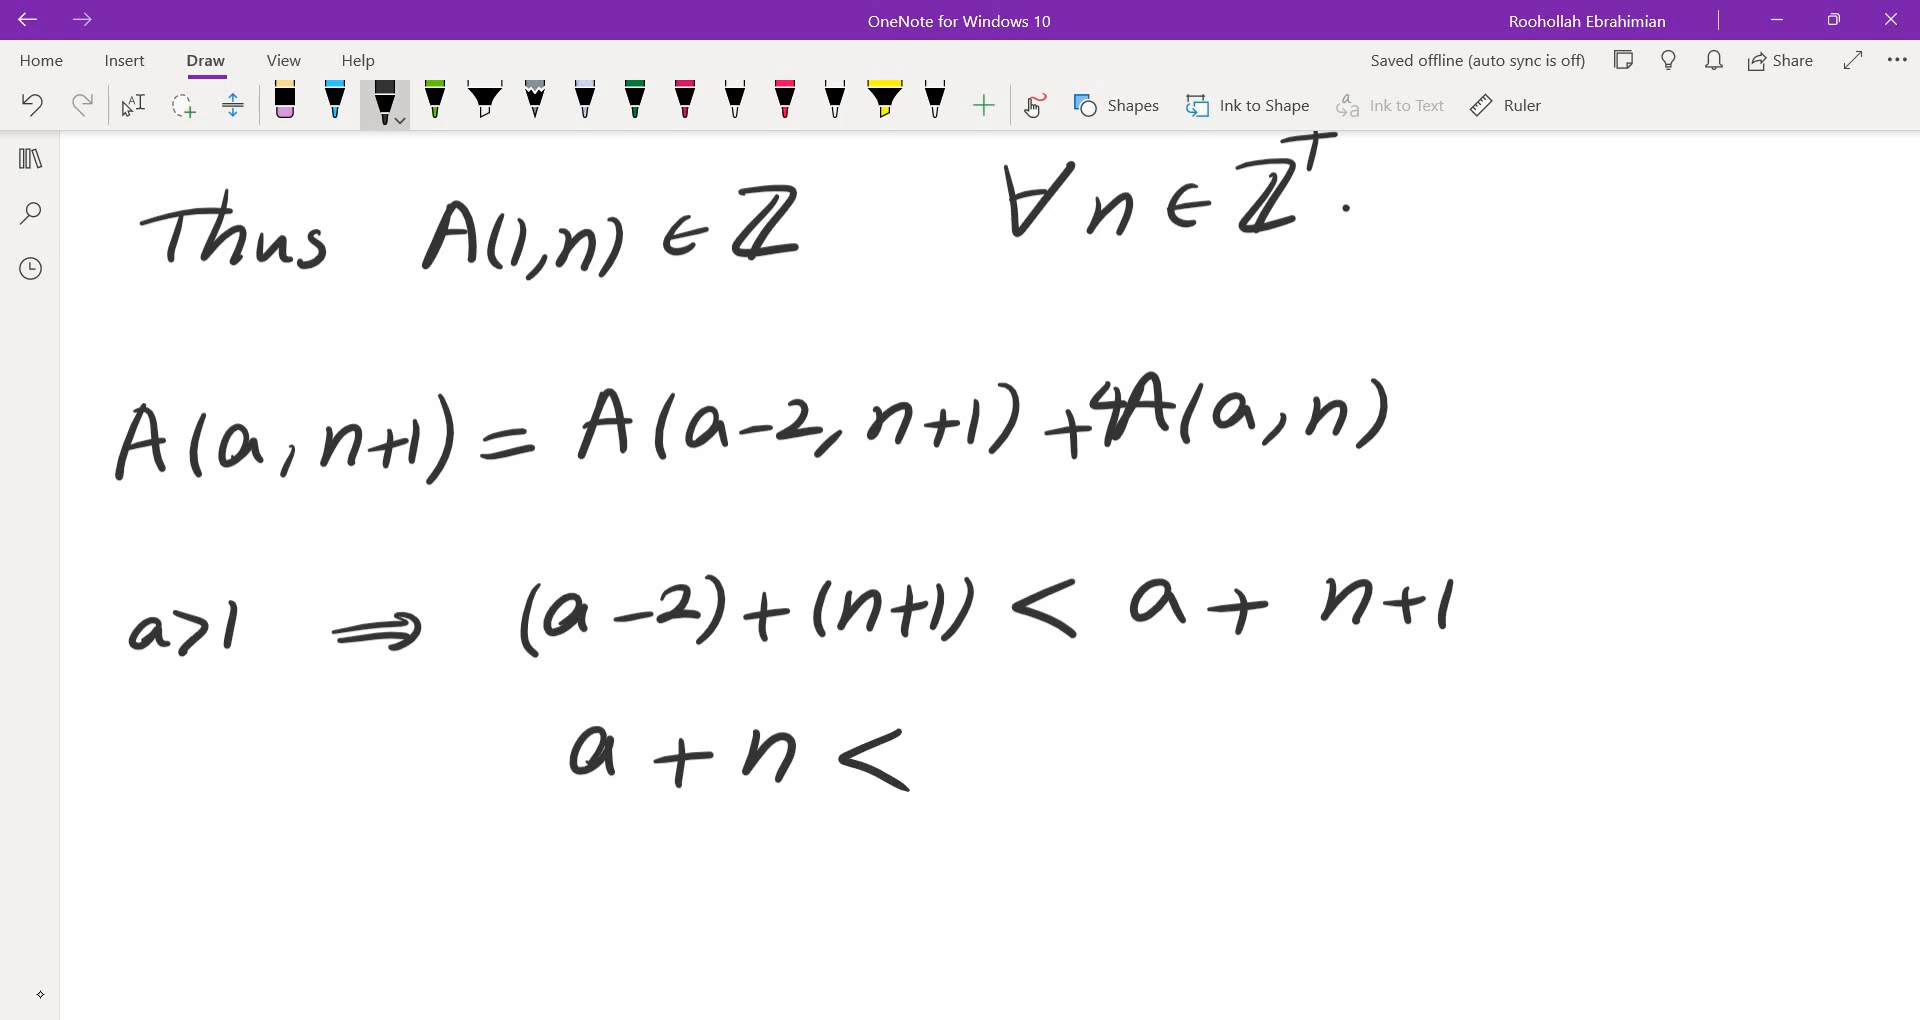 OneNote for Windows 10
Roohollah Ebrahimian
Home Insert Draw View Help
Saved offline (auto sync is off) Share
Shapes Ink to Shape Ink to Text Ruler
Thus A(1,n) ∈ ℤ ∀ n ∈ ℤ⁺.
A(a, n+1) = A(a-2, n+1) + 4A(a, n)
a>1 ⟹ (a-2)+(n+1) < a + n+1
a + n <